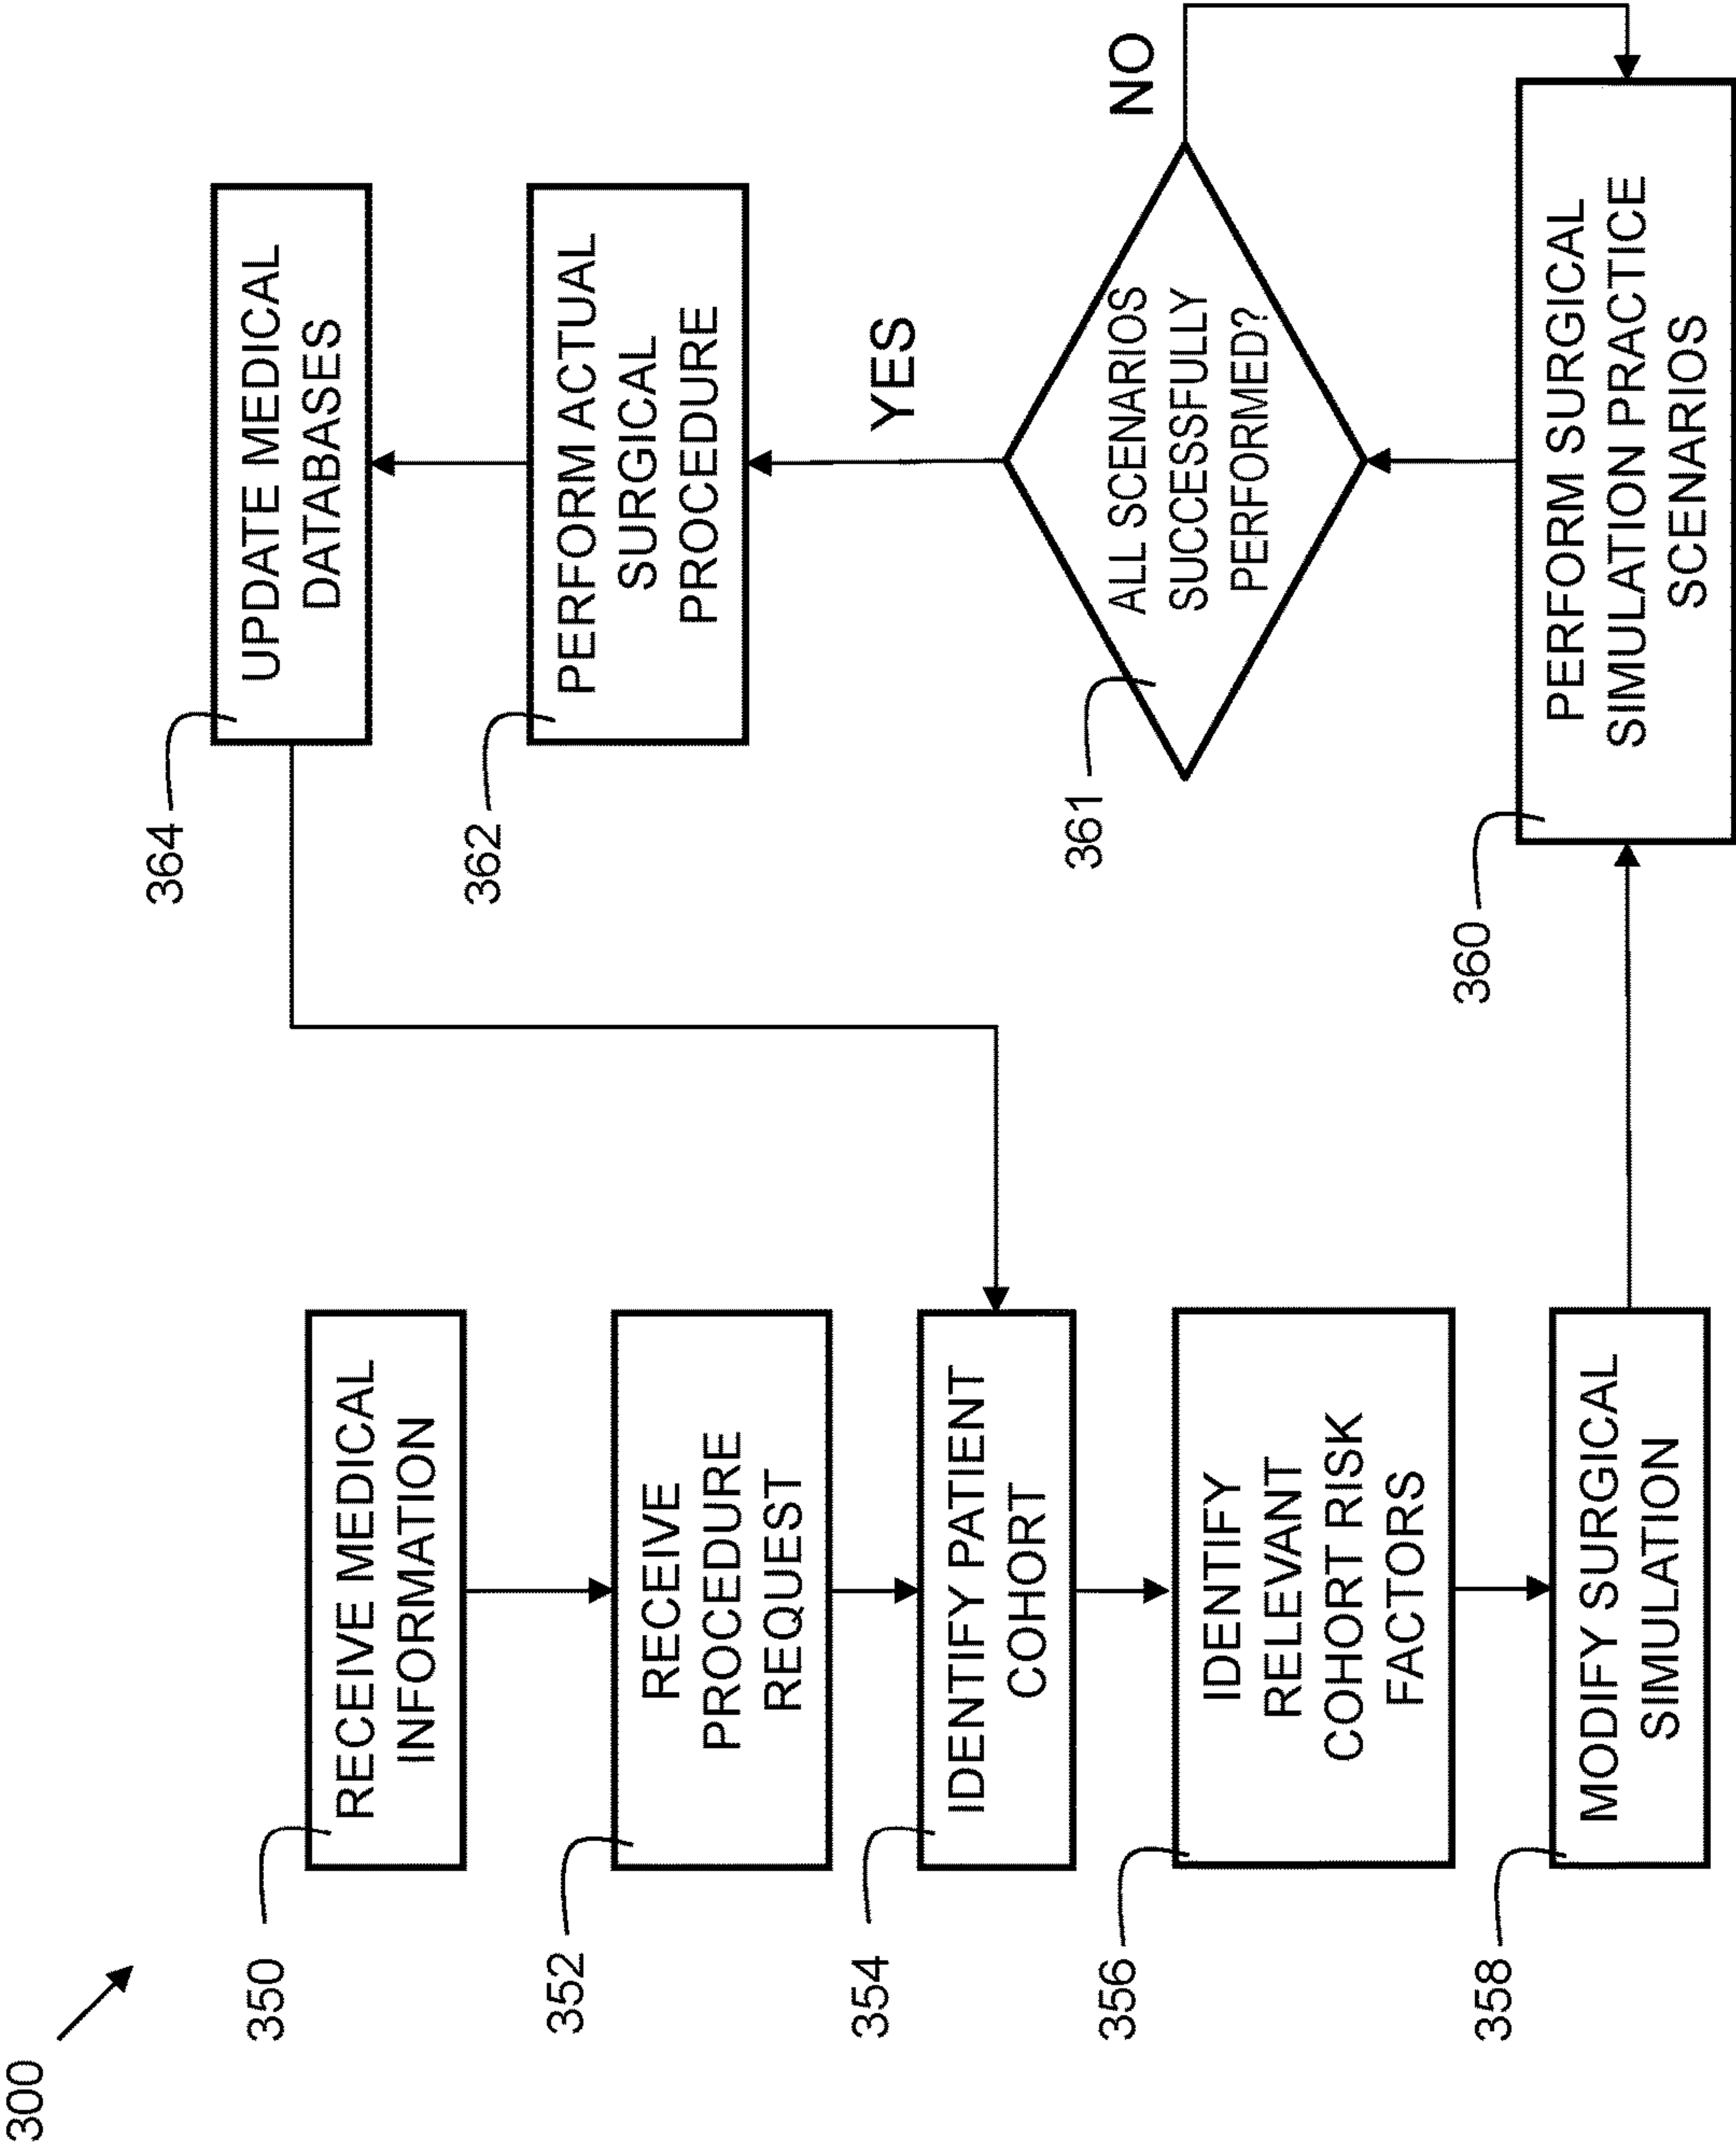 300
350
RECEIVE MEDICAL
INFORMATION
352
RECEIVE
PROCEDURE
REQUEST
354
IDENTIFY PATIENT
COHORT
356
IDENTIFY
RELEVANT
COHORT RISK
FACTORS
358
MODIFY SURGICAL
SIMULATION
360
PERFORM SURGICAL
SIMULATION PRACTICE
SCENARIOS
361
ALL SCENARIOS
SUCCESSFULLY
PERFORMED?
NO
YES
362
PERFORM ACTUAL
SURGICAL
PROCEDURE
364
UPDATE MEDICAL
DATABASES